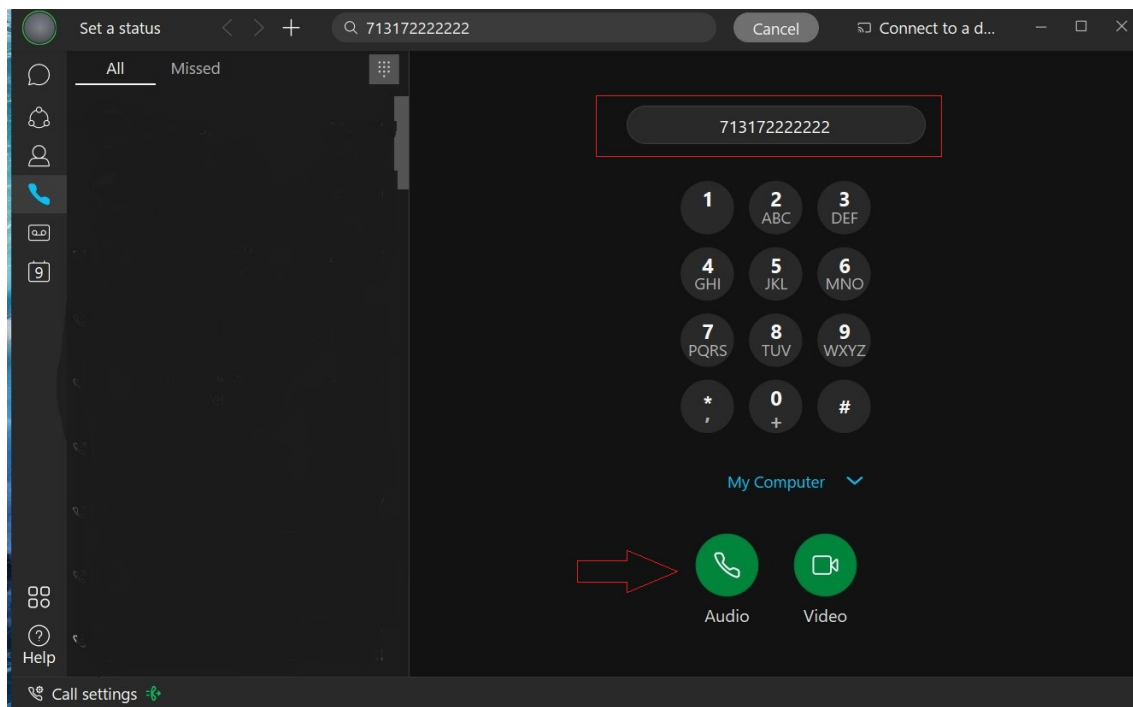 Set a status
713172222222
Cancel
Connect to a d...
All
Missed
9
Help
Call settings
713172222222
1
2
ABC
3
DEF
4
GHI
5
JKL
6
MNO
7
PQRS
8
TUV
9
WXYZ
*
,
0
+
#
My Computer
Audio
Video